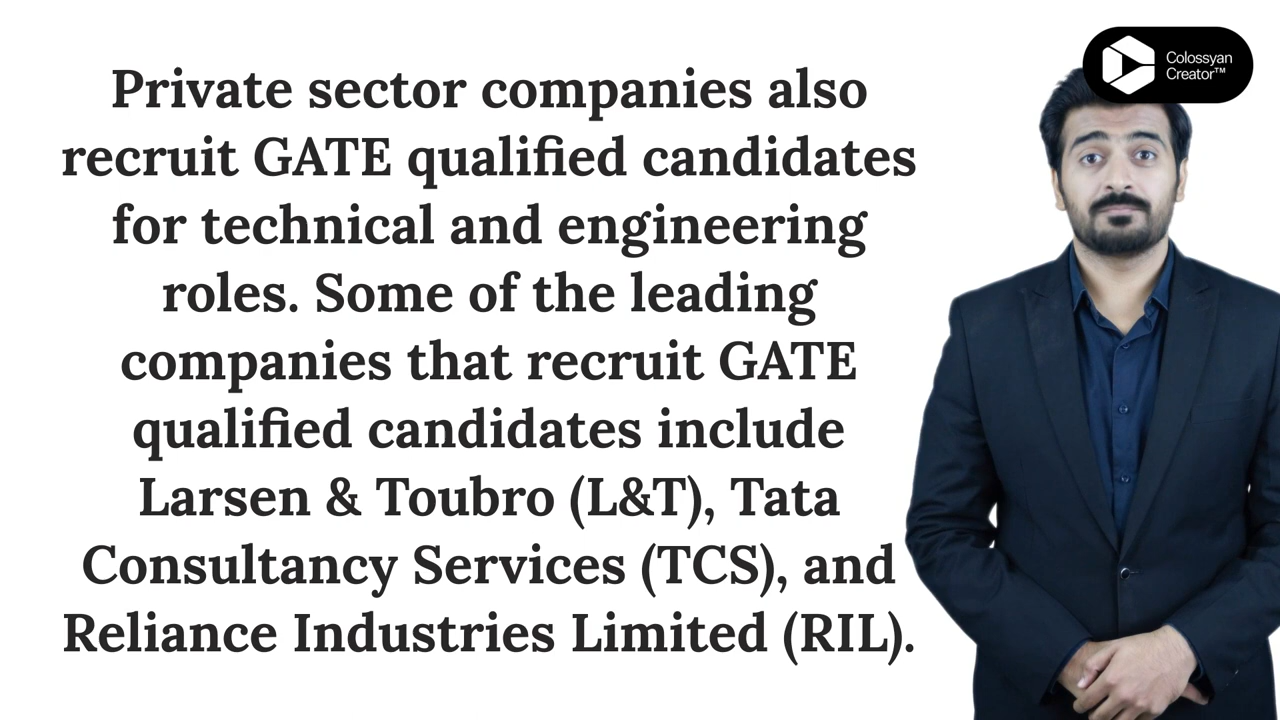 Private sector companies also
recruit GATE qualified candidates
for technical and engineering
roles. Some of the leading
companies that recruit GATE
qualified candidates include
Larsen & Toubro (L&T), Tata
Consultancy Services (TCS), and
Reliance Industries Limited (RIL).
Colossyan
Creator™